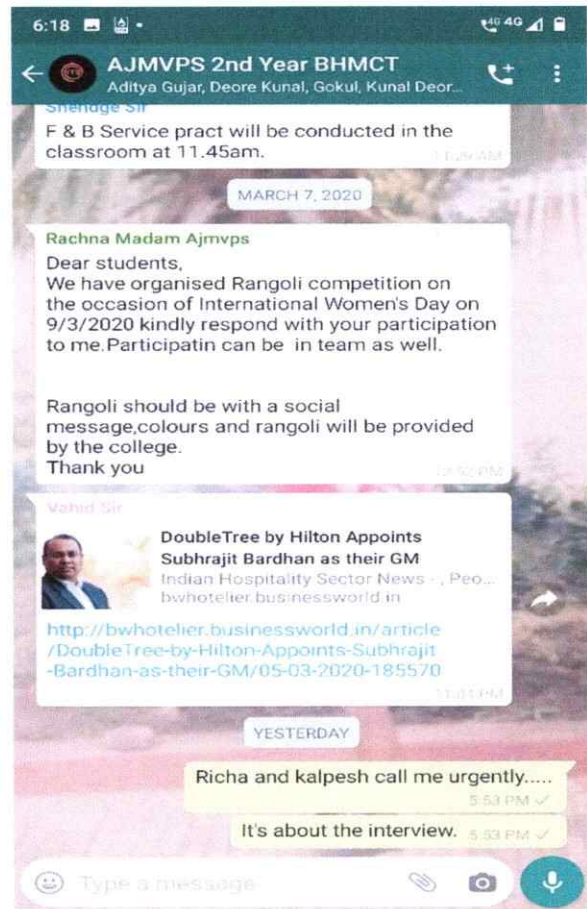 6:18
4G 4G
AJMVPS 2nd Year BHMCT
Aditya Gujar, Deore Kunal, Gokul, Kunal Deor...
Shendge Sir
F & B Service pract will be conducted in the
classroom at 11.45am.
MARCH 7, 2020
Rachna Madam Ajmvps
Dear students,
We have organised Rangoli competition on
the occasion of International Women's Day on
9/3/2020 kindly respond with your participation
to me.Participatin can be in team as well.
Rangoli should be with a social
message,colours and rangoli will be provided
by the college.
Thank you
Vahid Sir
DoubleTree by Hilton Appoints
Subhrajit Bardhan as their GM
Indian Hospitality Sector News - , Peo...
bwhotelier.businessworld.in
http://bwhotelier.businessworld.in/article
/DoubleTree-by-Hilton-Appoints-Subhrajit
-Bardhan-as-their-GM/05-03-2020-185570
YESTERDAY
Richa and kalpesh call me urgently.....
5:53 PM
It's about the interview. 5:53 PM
Type a message